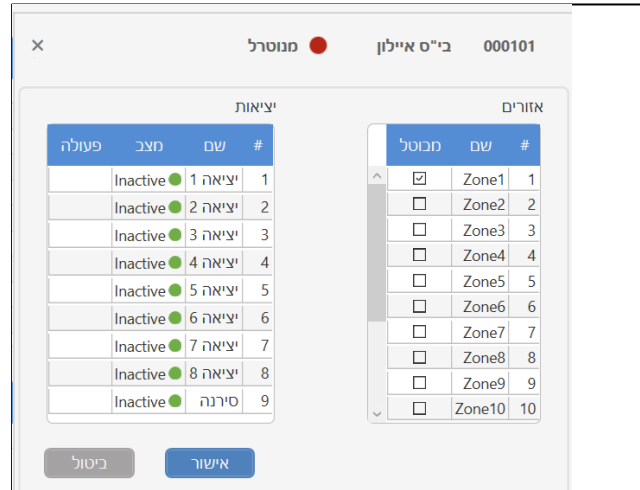 000101 בי"ס איילון מנוטרל
אזורים
# שם מבוטל
1 Zone1
2 Zone2
3 Zone3
4 Zone4
5 Zone5
6 Zone6
7 Zone7
8 Zone8
9 Zone9
10 Zone10
יציאות
# שם מצב פעולה
1 יציאה 1 Inactive
2 יציאה 2 Inactive
3 יציאה 3 Inactive
4 יציאה 4 Inactive
5 יציאה 5 Inactive
6 יציאה 6 Inactive
7 יציאה 7 Inactive
8 יציאה 8 Inactive
9 סירנה Inactive
אישור ביטול